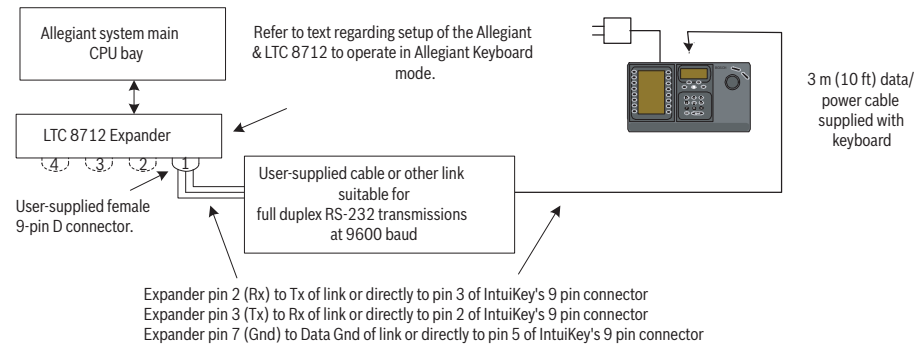 Allegiant system main
CPU bay
Refer to text regarding setup of the Allegiant
& LTC 8712 to operate in Allegiant Keyboard
mode.
3 m (10 ft) data/
power cable
supplied with
keyboard
LTC 8712 Expander
4 3 2 1
User-supplied female
9-pin D connector.
User-supplied cable or other link
suitable for
full duplex RS-232 transmissions
at 9600 baud
Expander pin 2 (Rx) to Tx of link or directly to pin 3 of IntuiKey's 9 pin connector
Expander pin 3 (Tx) to Rx of link or directly to pin 2 of IntuiKey's 9 pin connector
Expander pin 7 (Gnd) to Data Gnd of link or directly to pin 5 of IntuiKey's 9 pin connector